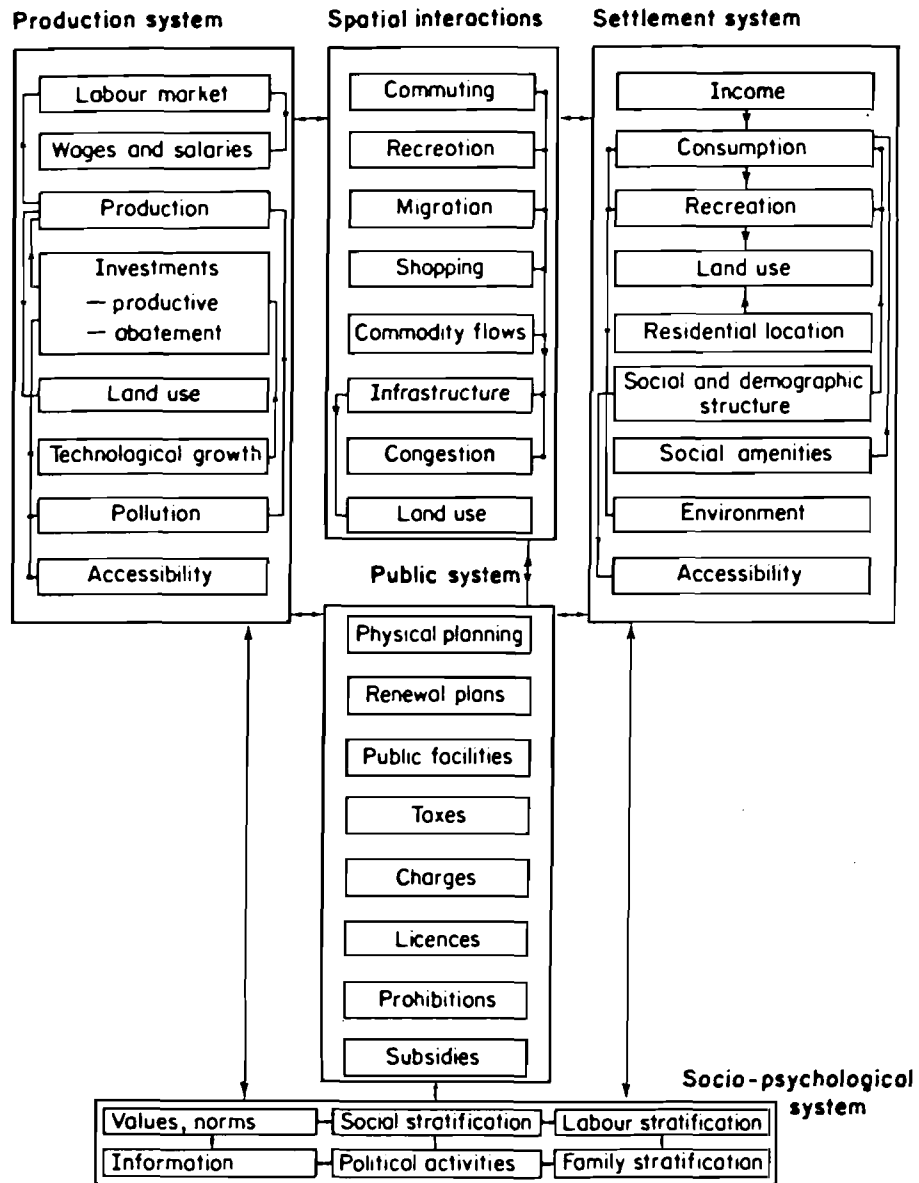 Production system
Labour market
Wages and salaries
Production
Investments
— productive
— abatement
Land use
Technological growth
Pollution
Accessibility
Spatial interactions
Commuting
Recreation
Migration
Shopping
Commodity flows
Infrastructure
Congestion
Land use
Settlement system
Income
Consumption
Recreation
Land use
Residential location
Social and demographic
structure
Social amenities
Environment
Accessibility
Public system
Physical planning
Renewal plans
Public facilities
Taxes
Charges
Licences
Prohibitions
Subsidies
Socio-psychological
system
Values, norms
Social stratification
Labour stratification
Information
Political activities
Family stratification